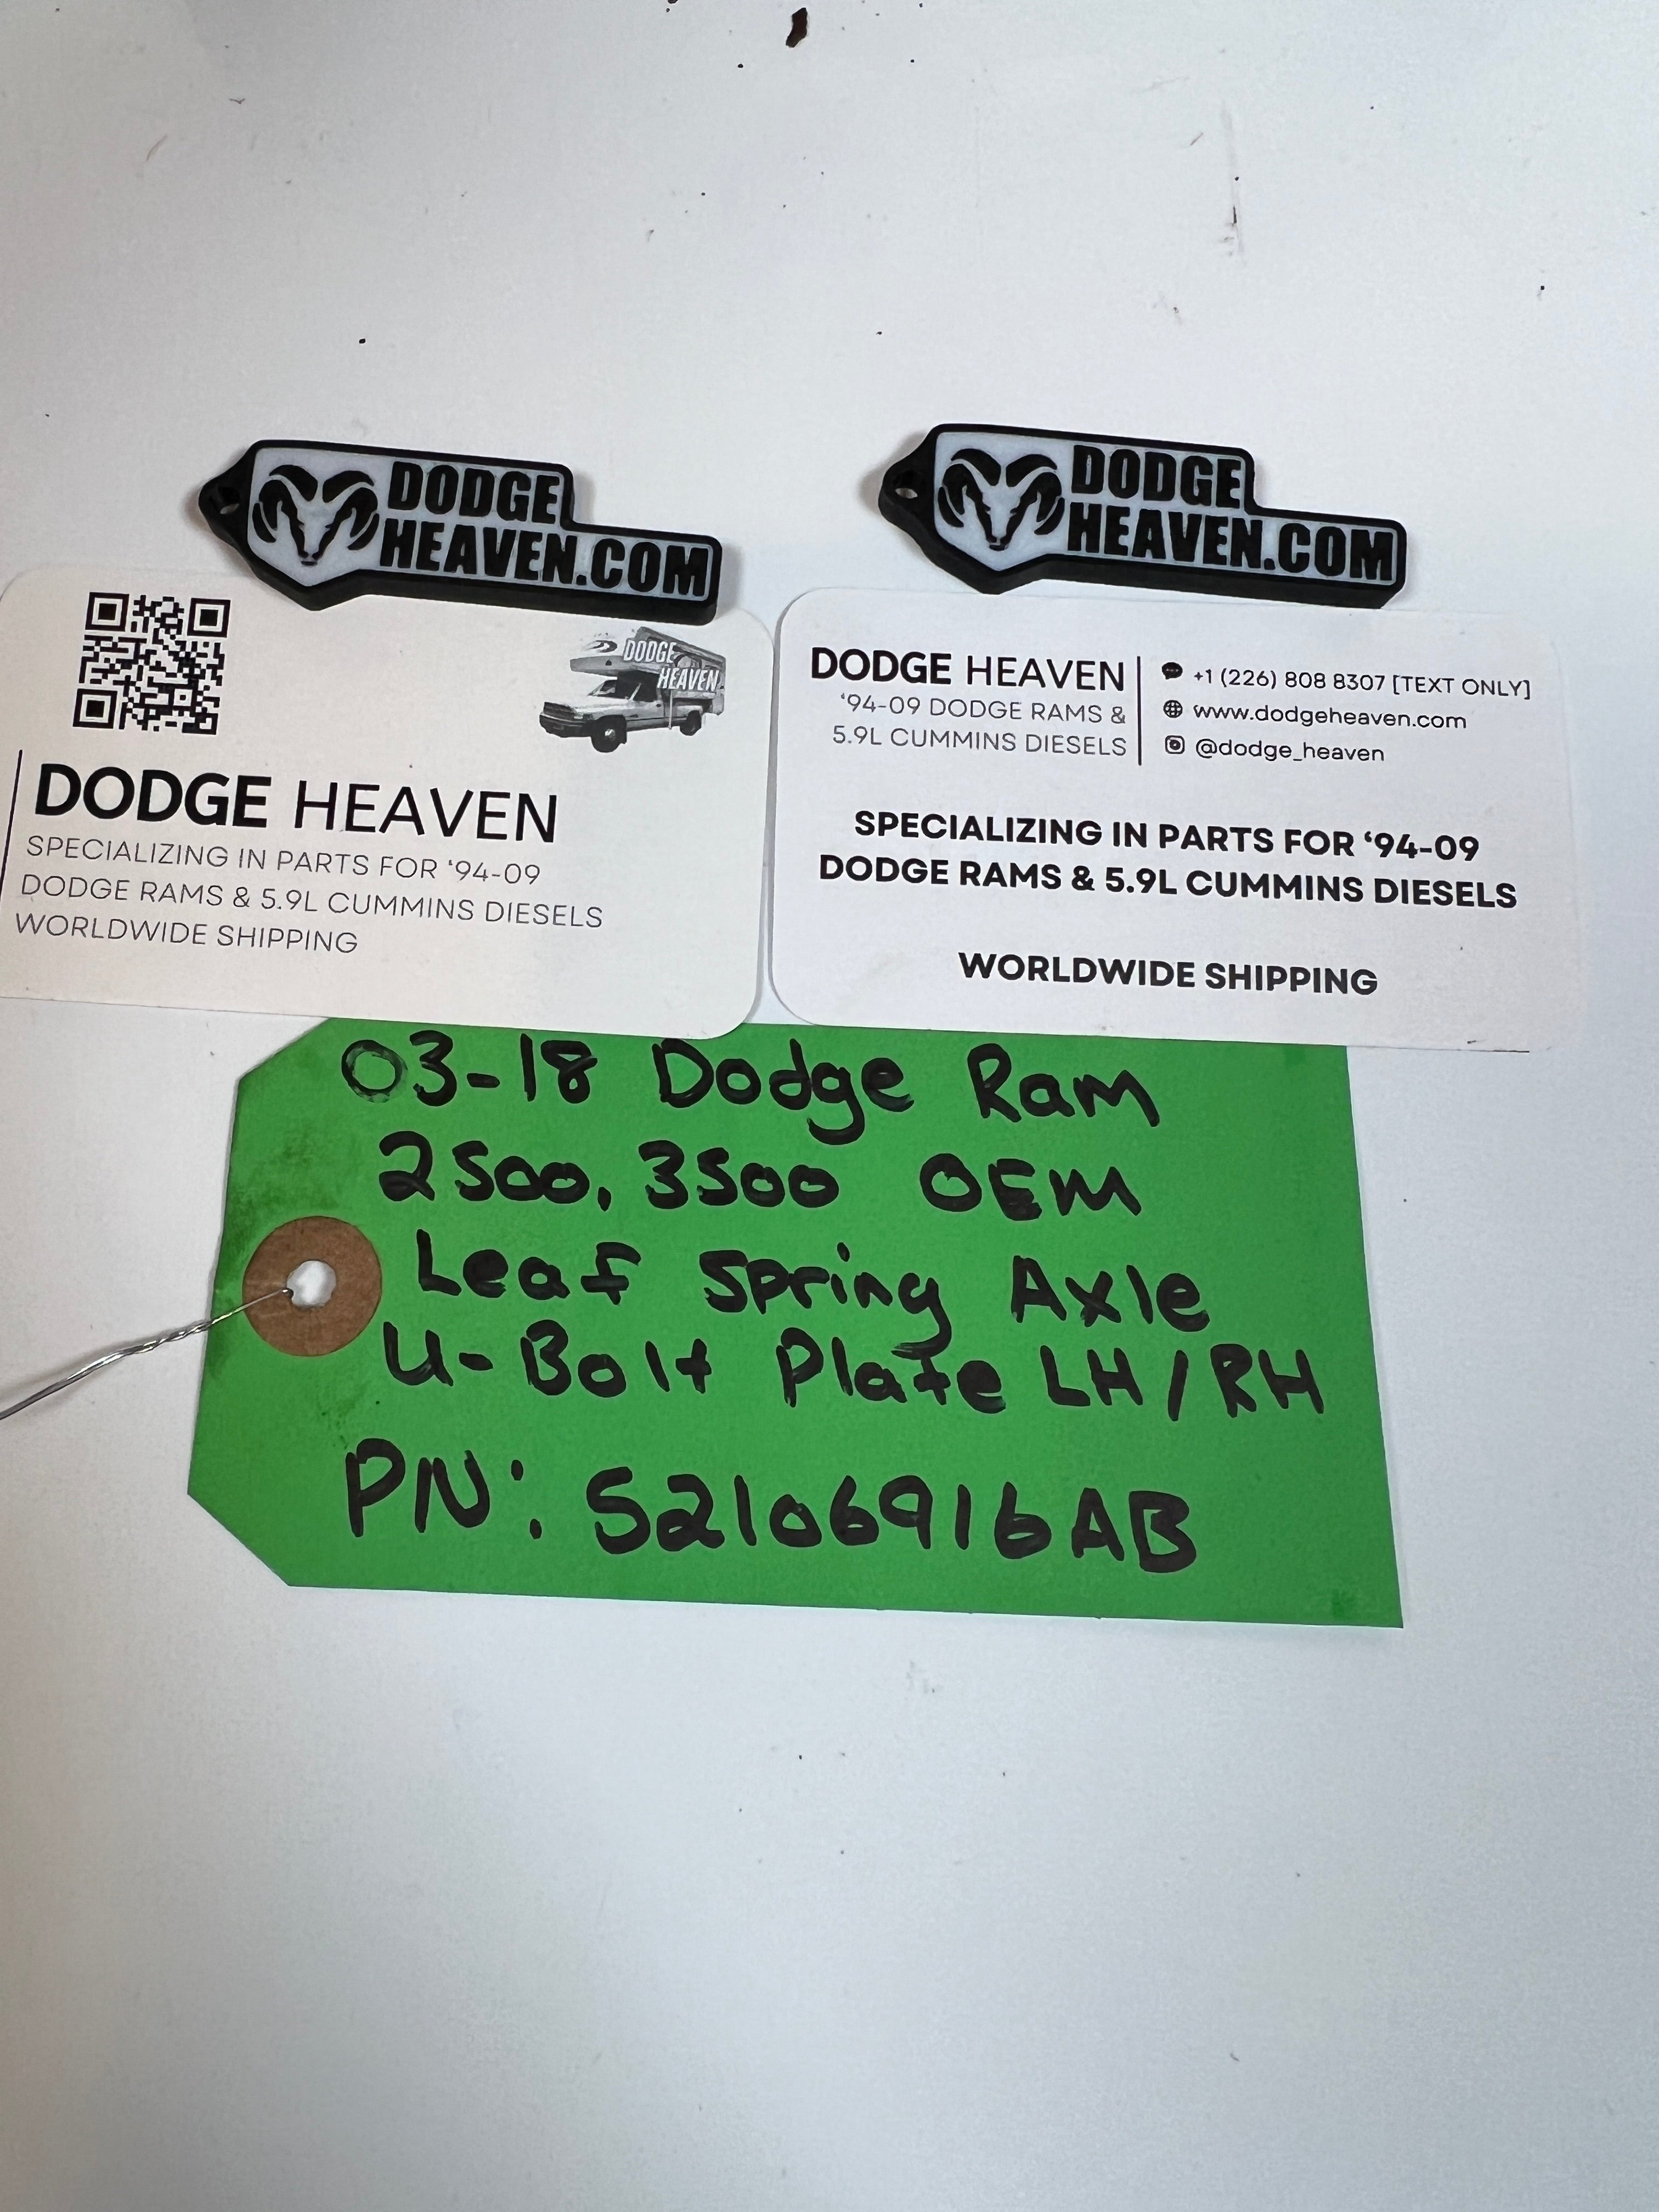 DODGE
HEAVEN.COM
DODGE
HEAVEN.COM
DODGE
HEAVEN
DODGE HEAVEN
SPECIALIZING IN PARTS FOR ‘94-09
DODGE RAMS & 5.9L CUMMINS DIESELS
WORLDWIDE SHIPPING
DODGE HEAVEN
‘94-09 DODGE RAMS &
5.9L CUMMINS DIESELS
+1 (226) 808 8307 [TEXT ONLY]
www.dodgeheaven.com
@dodge_heaven
SPECIALIZING IN PARTS FOR ‘94-09
DODGE RAMS & 5.9L CUMMINS DIESELS
WORLDWIDE SHIPPING
03-18 Dodge Ram
2500, 3500 OEM
Leaf Spring Axle
U-Bolt Plate LH/RH
PN: 52106916AB